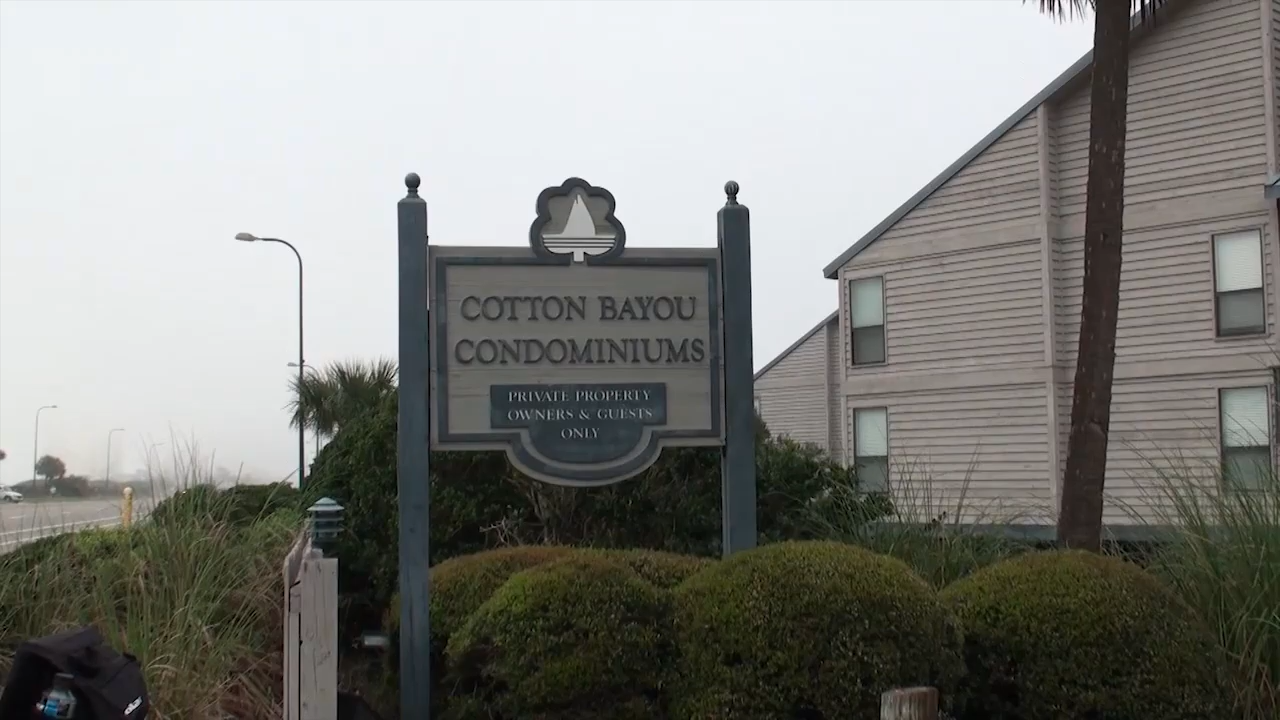 COTTON BAYOU
CONDOMINIUMS
PRIVATE PROPERTY
OWNERS & GUESTS
ONLY